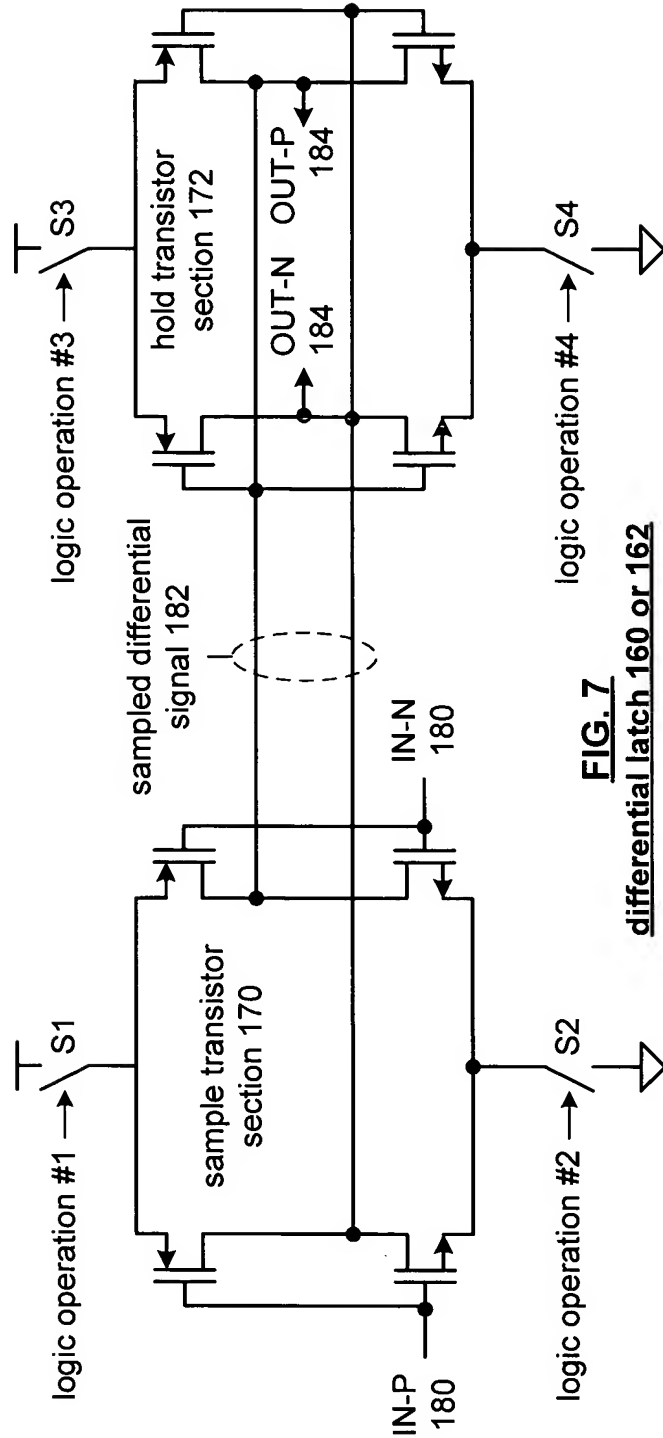 logic operation #1
S1
logic operation #3
S3
sample transistor
section 170
sampled differential
signal 182
hold transistor
section 172
OUT-N
184
OUT-P
184
IN-P
180
IN-N
180
logic operation #2
S2
logic operation #4
S4
FIG. 7
differential latch 160 or 162